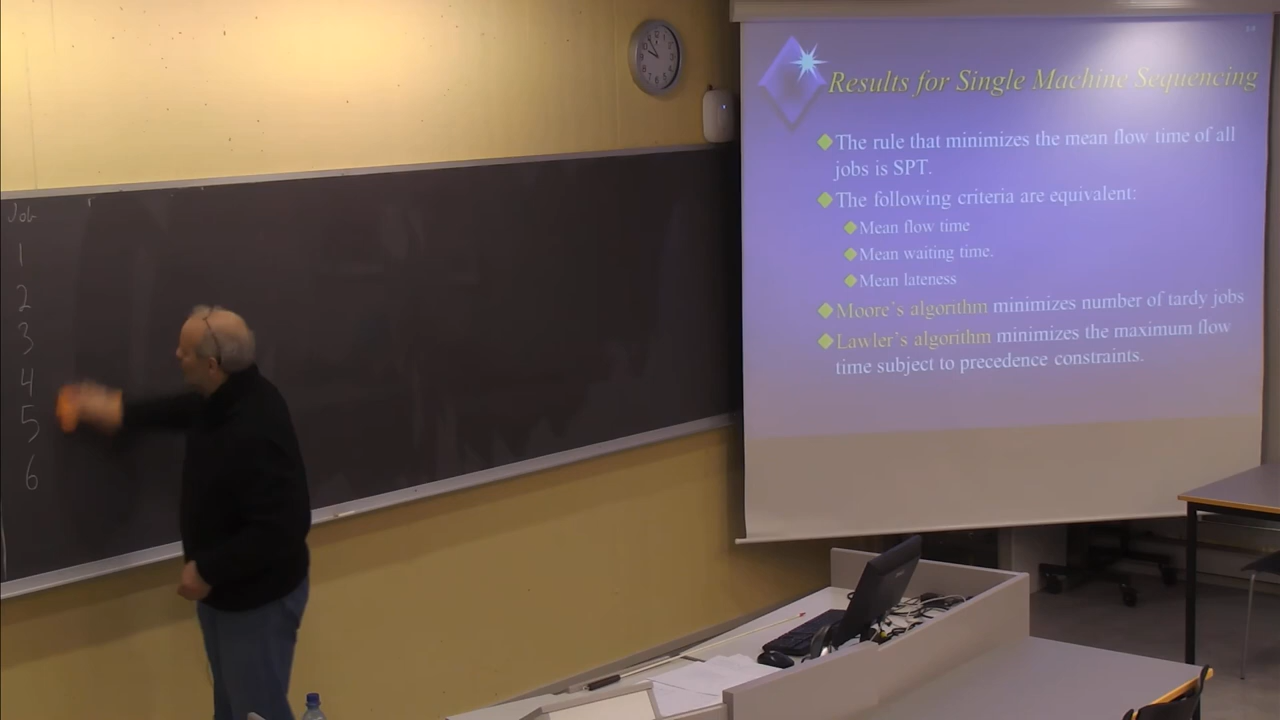 Job
1
2
3
4
5
6
Results for Single Machine Sequencing
The rule that minimizes the mean flow time of all
jobs is SPT.
The following criteria are equivalent:
Mean flow time
Mean waiting time.
Mean lateness
Moore's algorithm minimizes number of tardy jobs
Lawler's algorithm minimizes the maximum flow
time subject to precedence constraints.